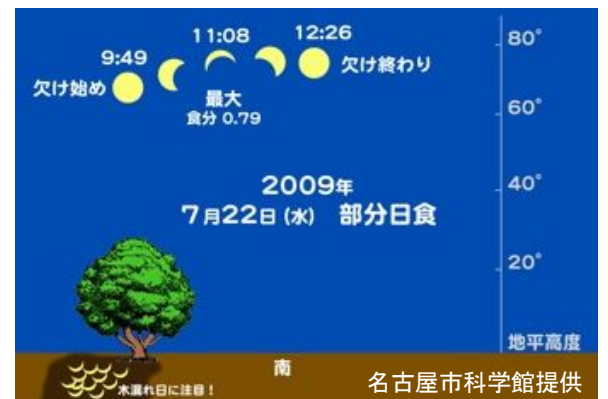 11:08
12:26
9:49
欠け始め
欠け終わり
最大
食分 0.79
80°
60°
40°
20°
2009年
7月22日(水) 部分日食
地平高度
南
木漏れ日に注目!
名古屋市科学館提供